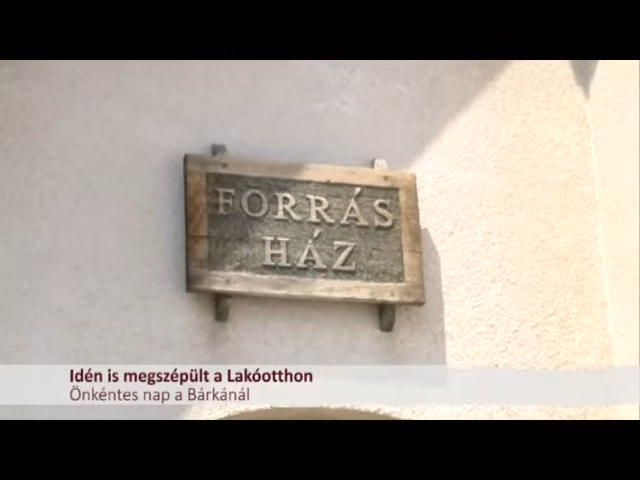 FORRÁS
HÁZ
Idén is megszépült a Lakóotthon
Önkéntes nap a Bárkánál